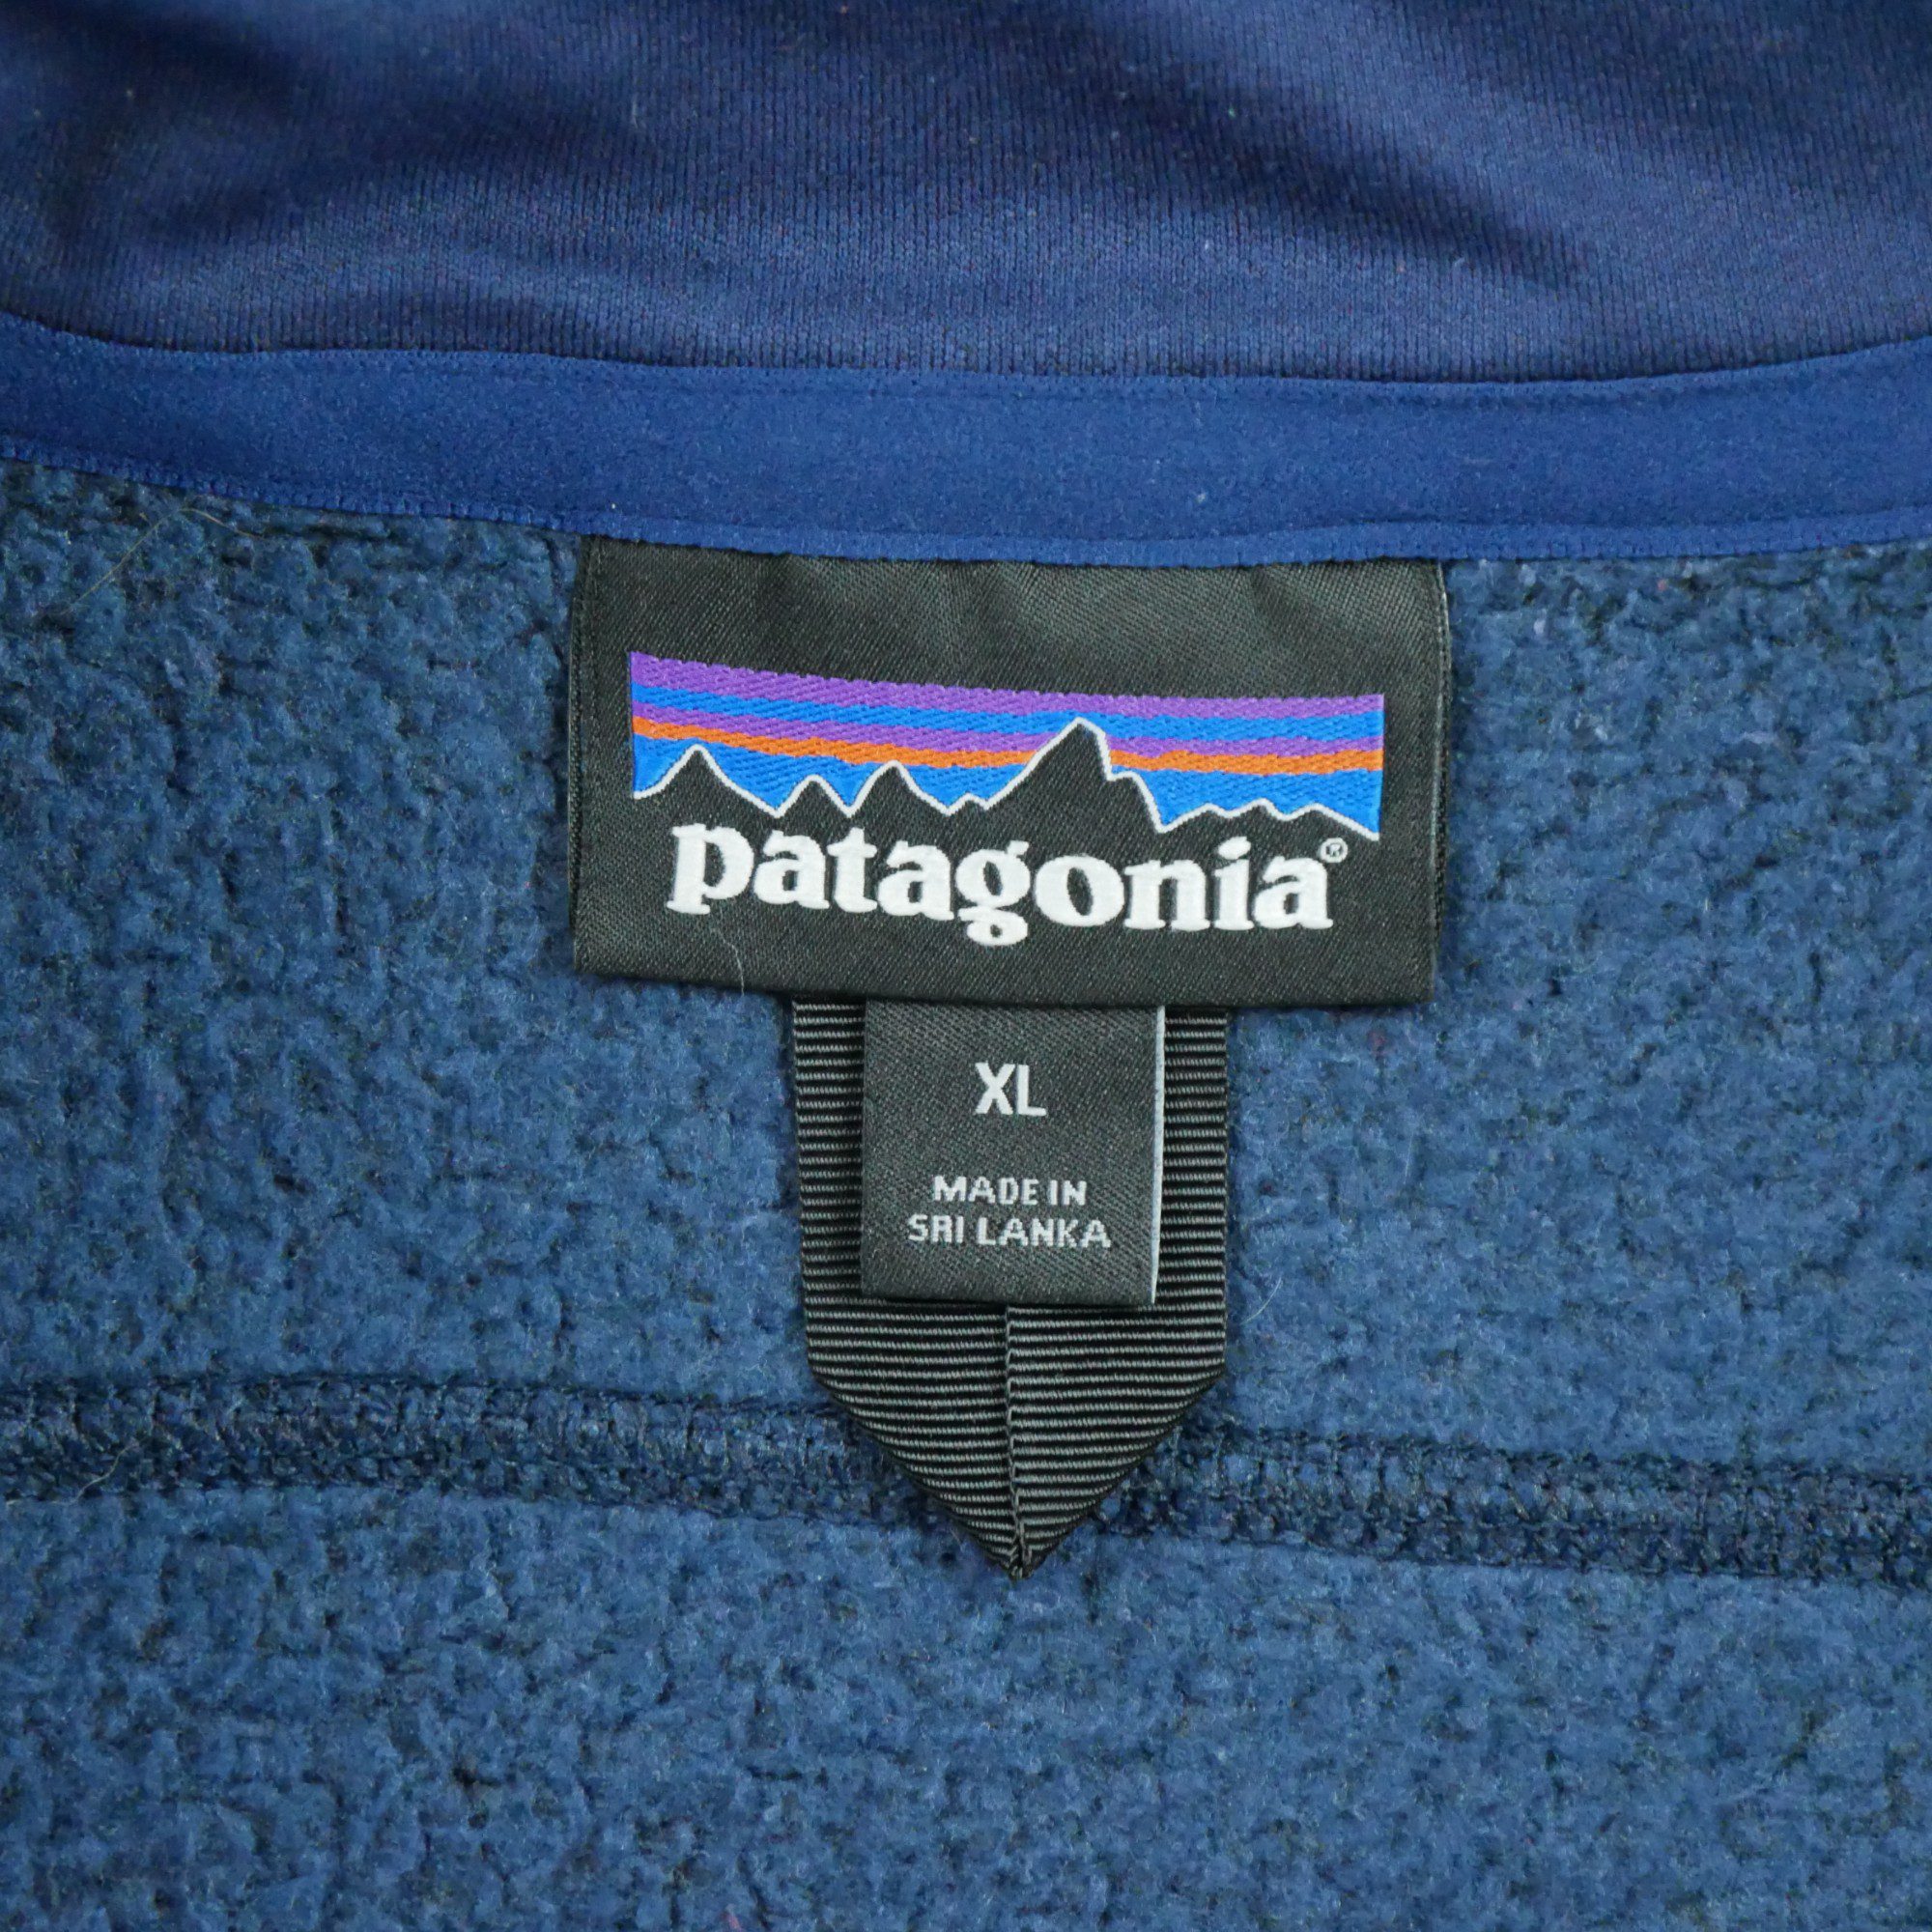 patagonia®
XL
MADE IN
SRI LANKA